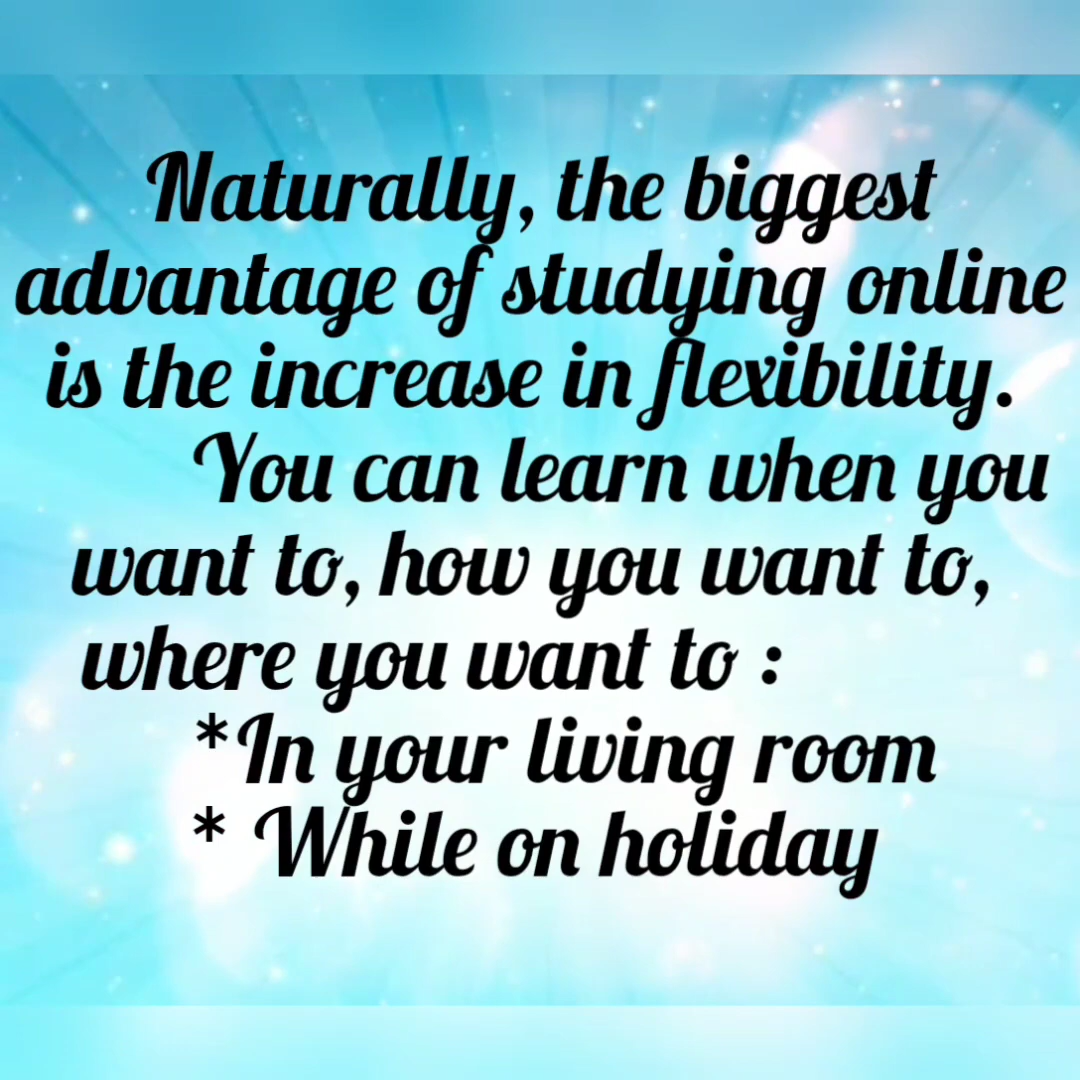 Naturally, the biggest
advantage of studying online
is the increase in flexibility.
You can learn when you
want to, how you want to,
where you want to :
*In your living room
* While on holiday